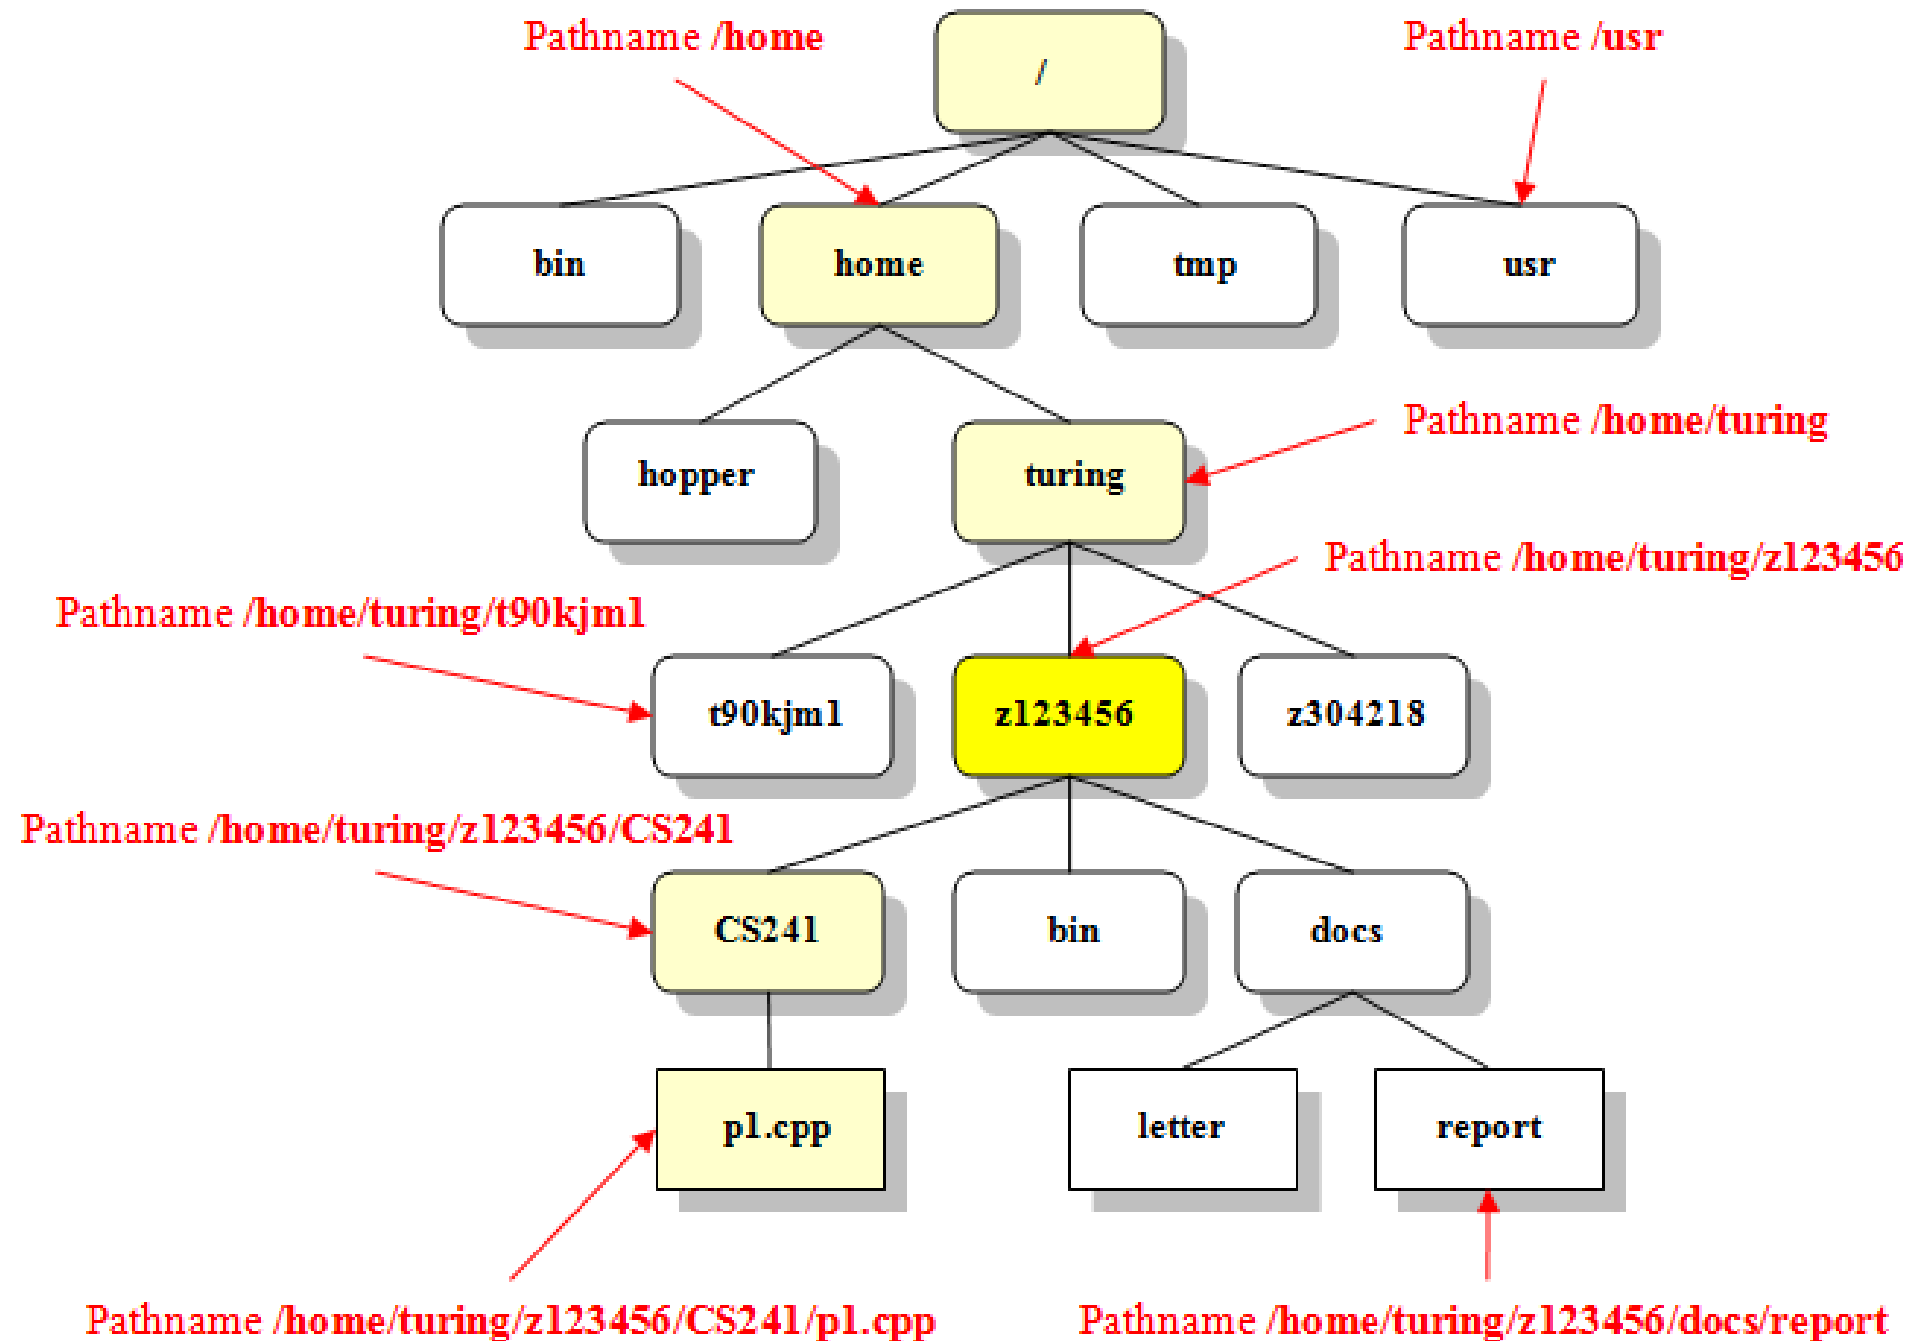 Pathname /home
Pathname /usr
/
bin
home
tmp
usr
hopper
turing
Pathname /home/turing
Pathname /home/turing/z123456
Pathname /home/turing/t90kjm1
t90kjm1
z123456
z304218
Pathname /home/turing/z123456/CS241
CS241
bin
docs
p1.cpp
letter
report
Pathname /home/turing/z123456/CS241/p1.cpp
Pathname /home/turing/z123456/docs/report